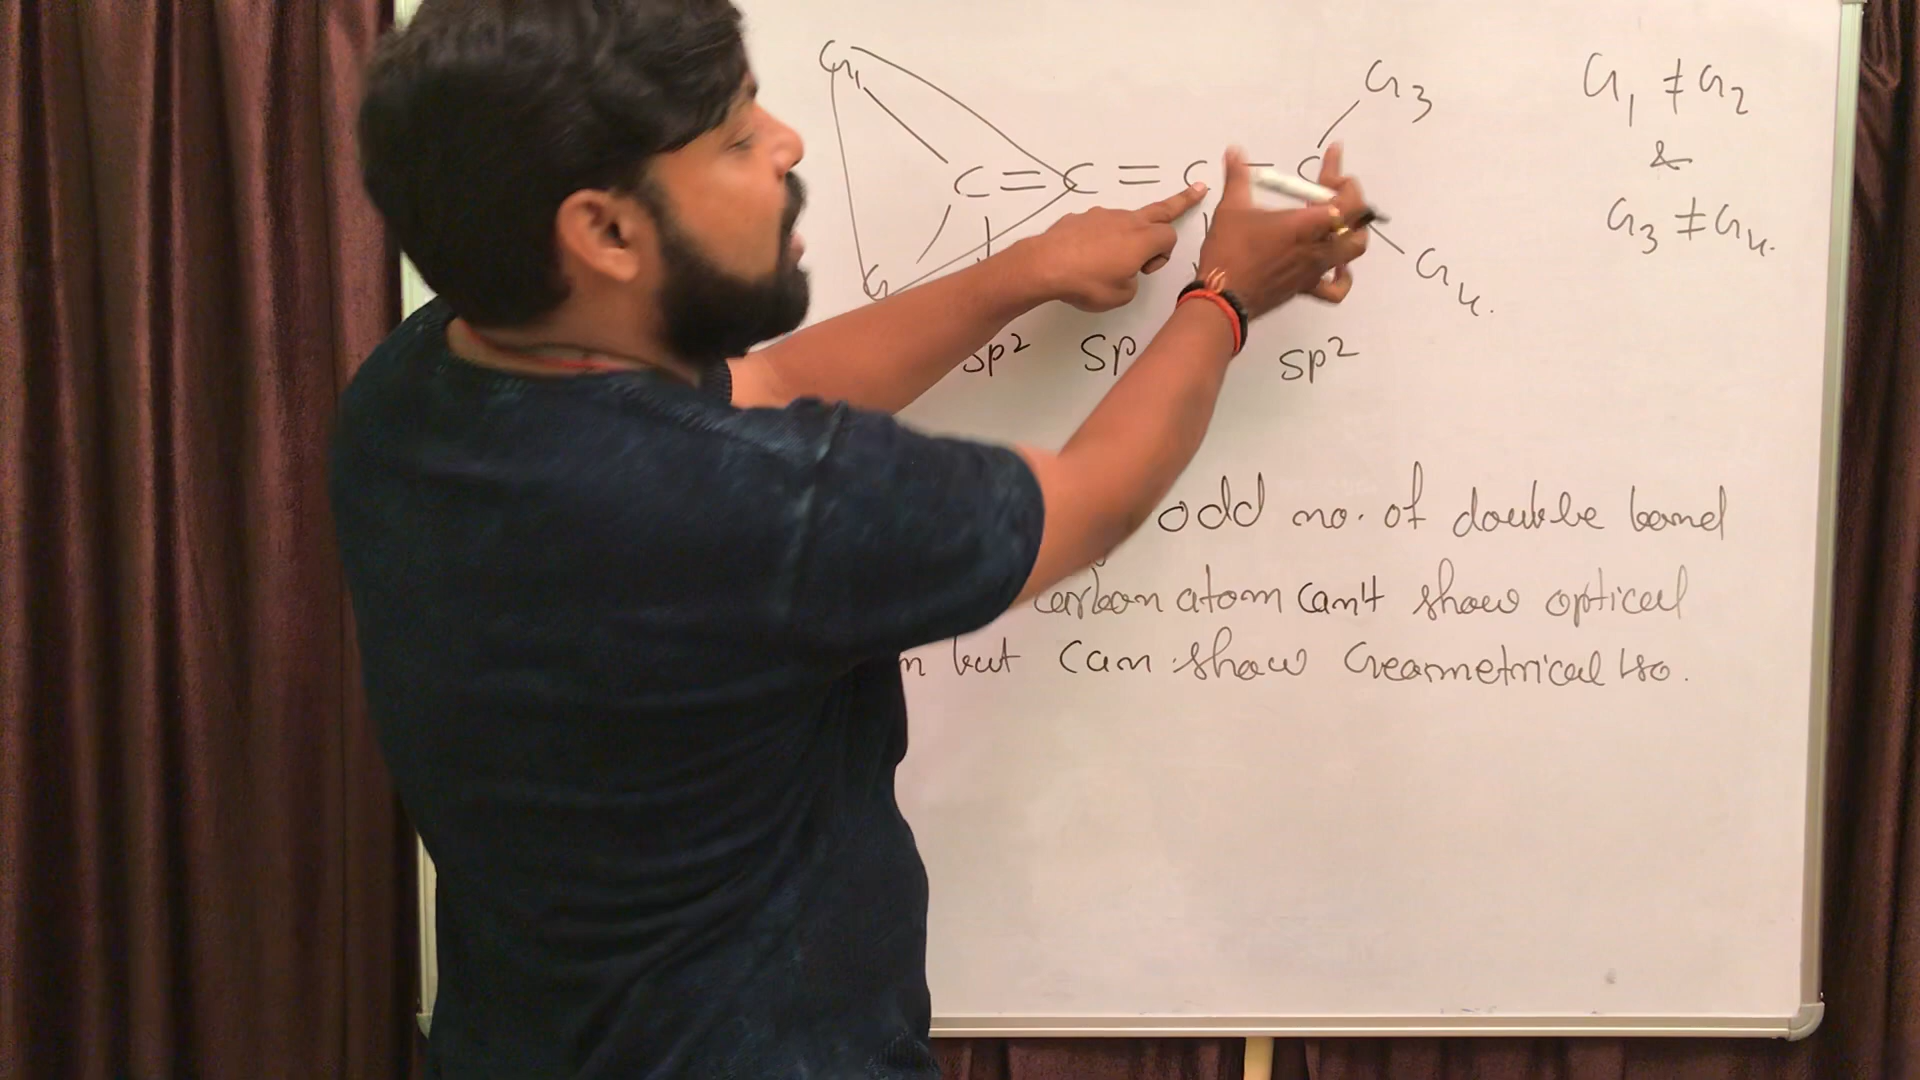 G1 G3 G1 ≠ G2
C = C = C = C &
G G4. G3 ≠ G4.
sp2 sp sp2
odd no. of double bond
carbon atom can't show optical
n but can show Geometrical Iso.